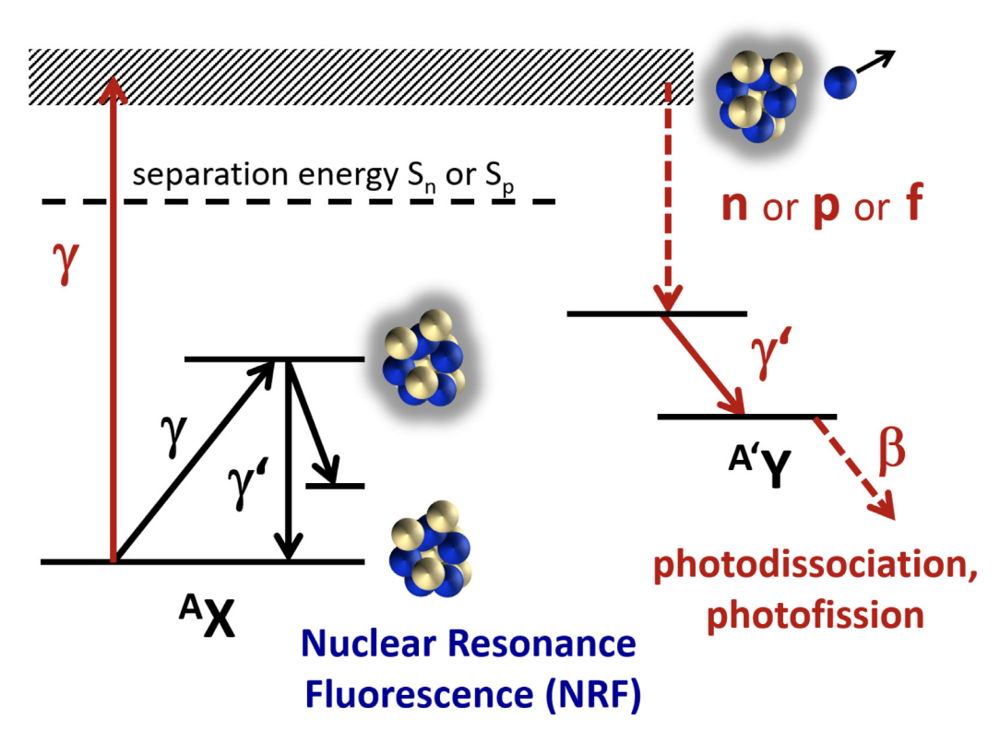 separation energy Sₙ or Sₚ
n or p or f
γ
γ‘
γ
γ‘
ᴬ‘Y
β
ᴬX
photodissociation,
photofission
Nuclear Resonance
Fluorescence (NRF)